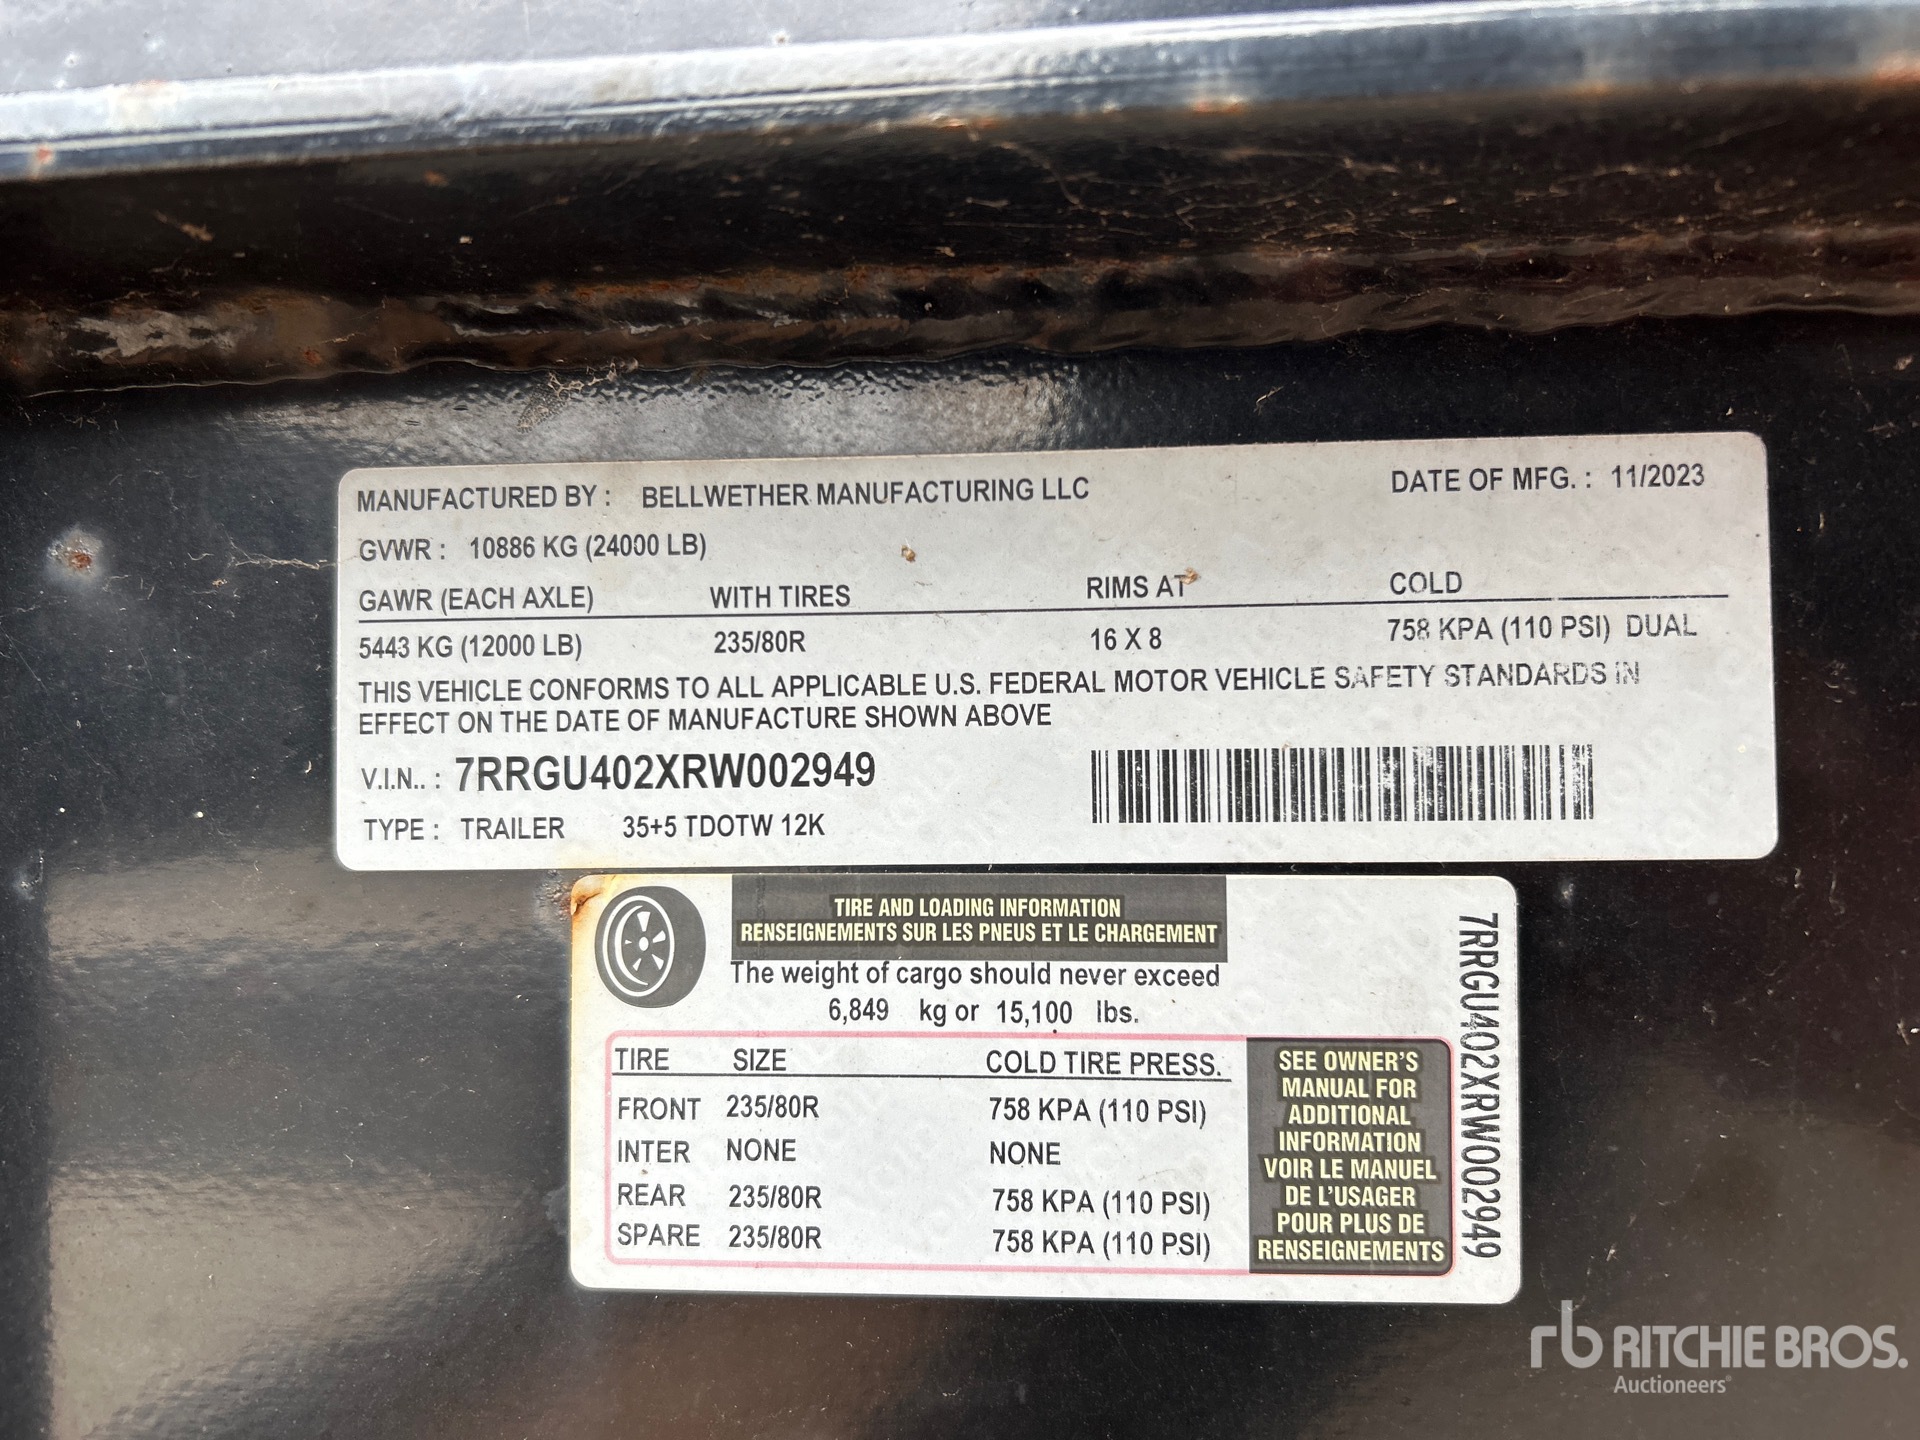 MANUFACTURED BY : BELLWETHER MANUFACTURING LLC DATE OF MFG. : 11/2023
GVWR : 10886 KG (24000 LB)
GAWR (EACH AXLE) WITH TIRES RIMS AT COLD
5443 KG (12000 LB) 235/80R 16 X 8 758 KPA (110 PSI) DUAL
THIS VEHICLE CONFORMS TO ALL APPLICABLE U.S. FEDERAL MOTOR VEHICLE SAFETY STANDARDS IN
EFFECT ON THE DATE OF MANUFACTURE SHOWN ABOVE
V.I.N.. : 7RRGU402XRW002949
TYPE : TRAILER 35+5 TDOTW 12K
TIRE AND LOADING INFORMATION
RENSEIGNEMENTS SUR LES PNEUS ET LE CHARGEMENT
The weight of cargo should never exceed
6,849 kg or 15,100 lbs.
TIRE SIZE COLD TIRE PRESS.
FRONT 235/80R 758 KPA (110 PSI)
INTER NONE NONE
REAR 235/80R 758 KPA (110 PSI)
SPARE 235/80R 758 KPA (110 PSI)
SEE OWNER'S
MANUAL FOR
ADDITIONAL
INFORMATION
VOIR LE MANUEL
DE L'USAGER
POUR PLUS DE
RENSEIGNEMENTS
7RRGU402XRW002949
rb RITCHIE BROS.
Auctioneers